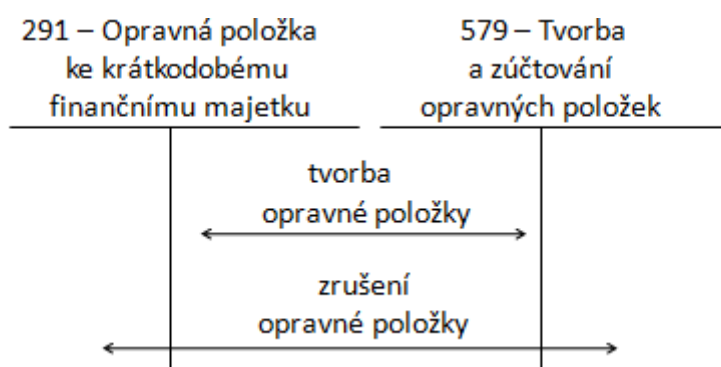 291 – Opravná položka
ke krátkodobému
finančnímu majetku
579 – Tvorba
a zúčtování
opravných položek
tvorba
opravné položky
zrušení
opravné položky